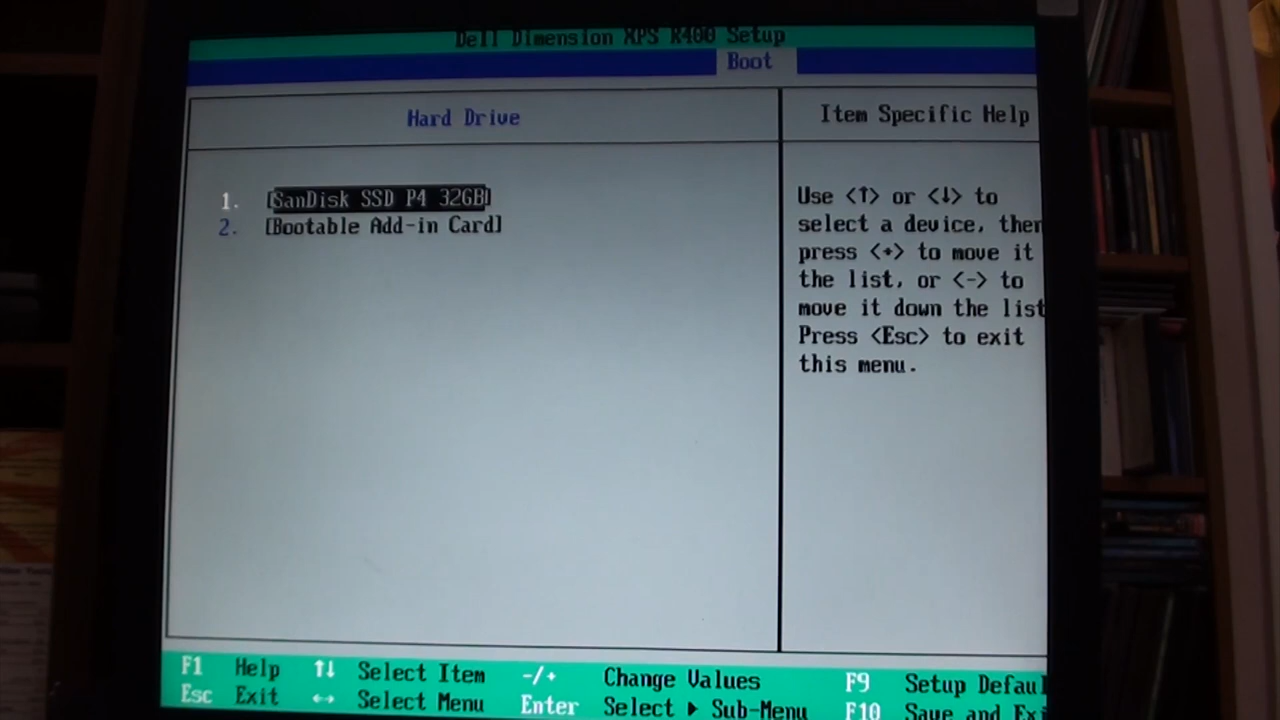 Dell Dimension XPS R400 Setup
Boot
Hard Drive
Item Specific Help
1. [SanDisk SSD P4 32GB]
2. [Bootable Add-in Card]
Use <↑> or <↓> to
select a device, then
press <+> to move it
the list, or <-> to
move it down the list
Press <Esc> to exit
this menu.
F1 Help ↑↓ Select Item -/+ Change Values F9 Setup Defau
Esc Exit ↔ Select Menu Enter Select ▶ Sub-Menu F10 Save and Exi